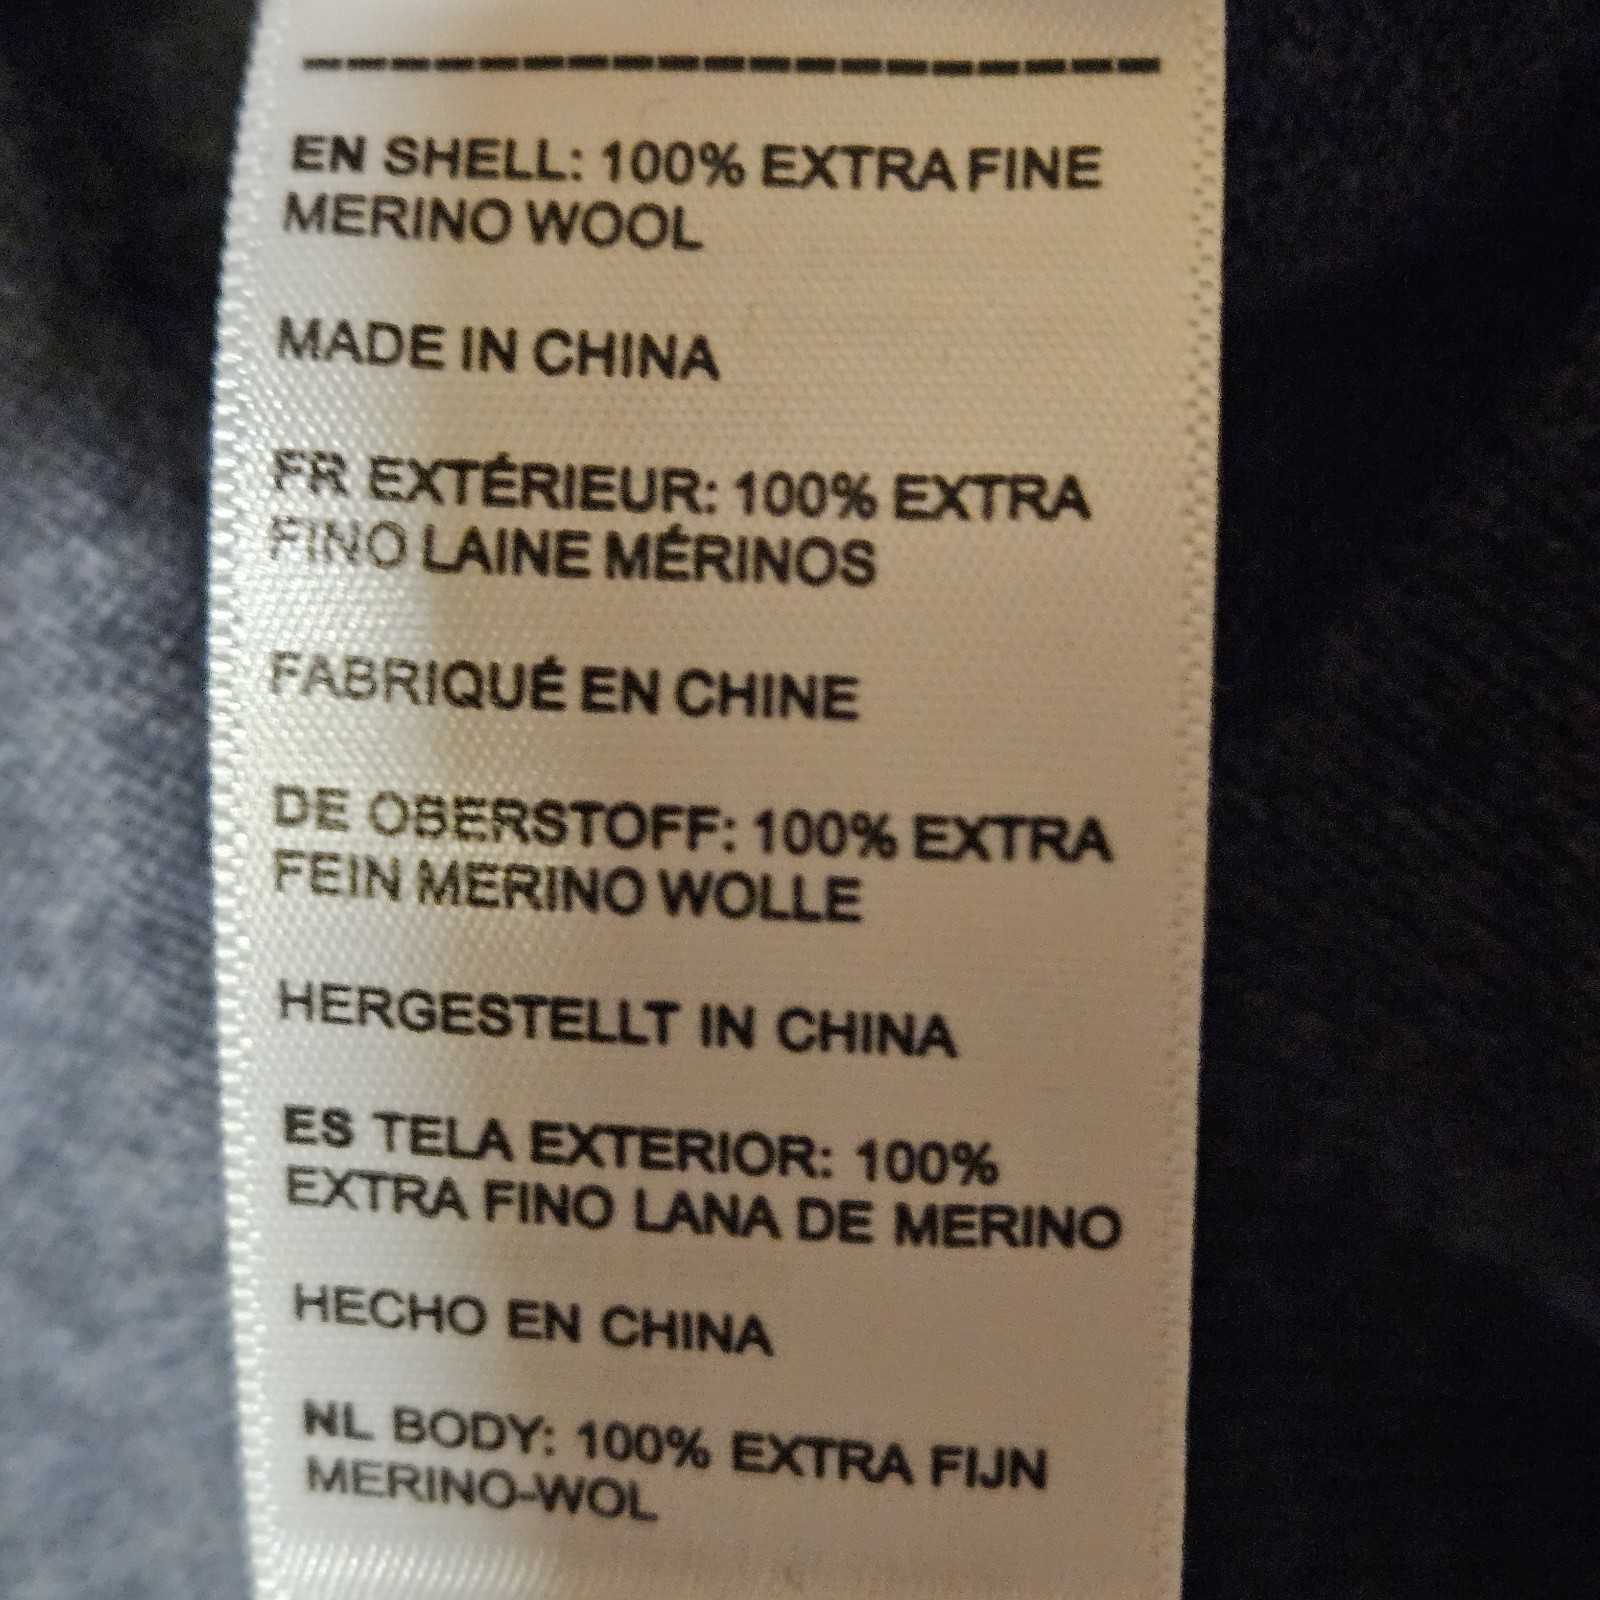 EN SHELL: 100% EXTRA FINE
MERINO WOOL
MADE IN CHINA
FR EXTÉRIEUR: 100% EXTRA
FINO LAINE MÉRINOS
FABRIQUÉ EN CHINE
DE OBERSTOFF: 100% EXTRA
FEIN MERINO WOLLE
HERGESTELLT IN CHINA
ES TELA EXTERIOR: 100%
EXTRA FINO LANA DE MERINO
HECHO EN CHINA
NL BODY: 100% EXTRA FIJN
MERINO-WOL